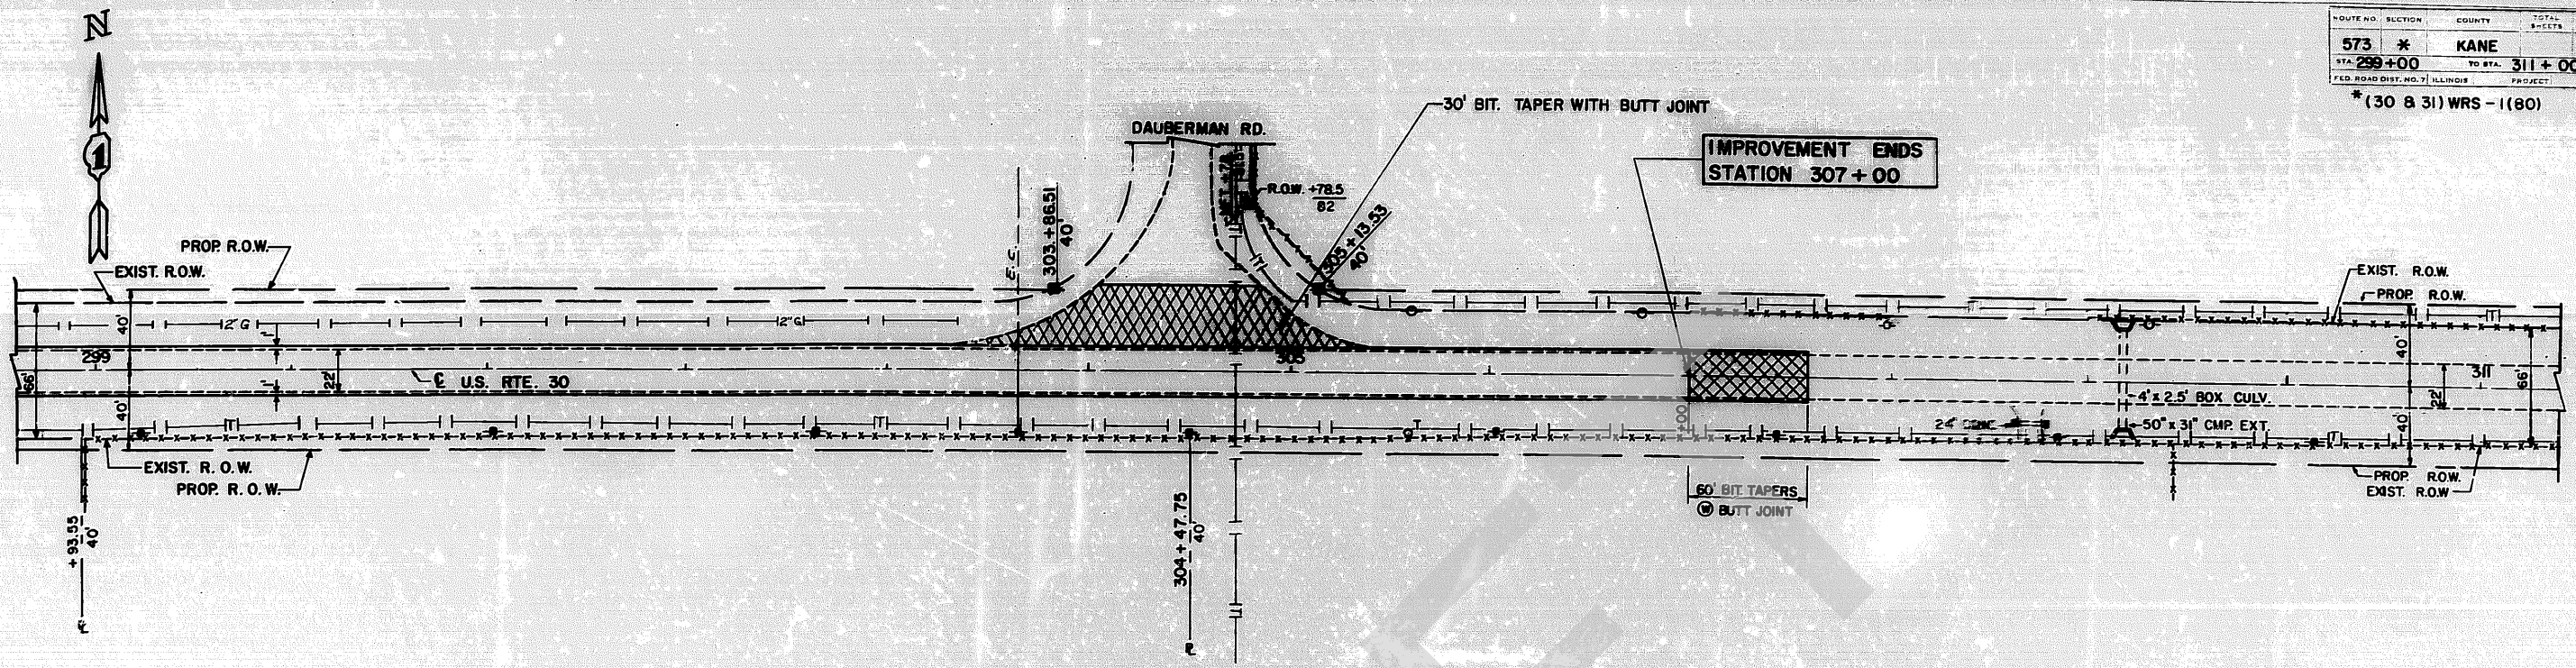 N
1
ROUTE NO. SECTION COUNTY TOTAL SHEETS
573 * KANE
STA. 299+00 TO STA. 311+00
FED. ROAD DIST. NO. 7 ILLINOIS PROJECT
*(30 & 31) WRS-1(80)
30' BIT. TAPER WITH BUTT JOINT
DAUBERMAN RD.
IMPROVEMENT ENDS
STATION 307+00
R.O.W. +78.5
82
303+86.51
40'
305+13.53
40'
E.C.
PROP. R.O.W.
EXIST. R.O.W.
EXIST. R.O.W.
PROP. R.O.W.
40'
2"G
2"G
T
T
299
305
311
66'
1'
22'
℄ U.S. RTE. 30
1'
40'
40'
22'
66'
40'
4' x 2.5' BOX CULV.
24"
50" x 31" CMP. EXT.
+00
T
T
T
T
T
EXIST. R.O.W.
PROP. R.O.W.
60' BIT. TAPERS
W BUTT JOINT
PROP. R.O.W.
EXIST. R.O.W
+93.55
40'
304+47.75
40'